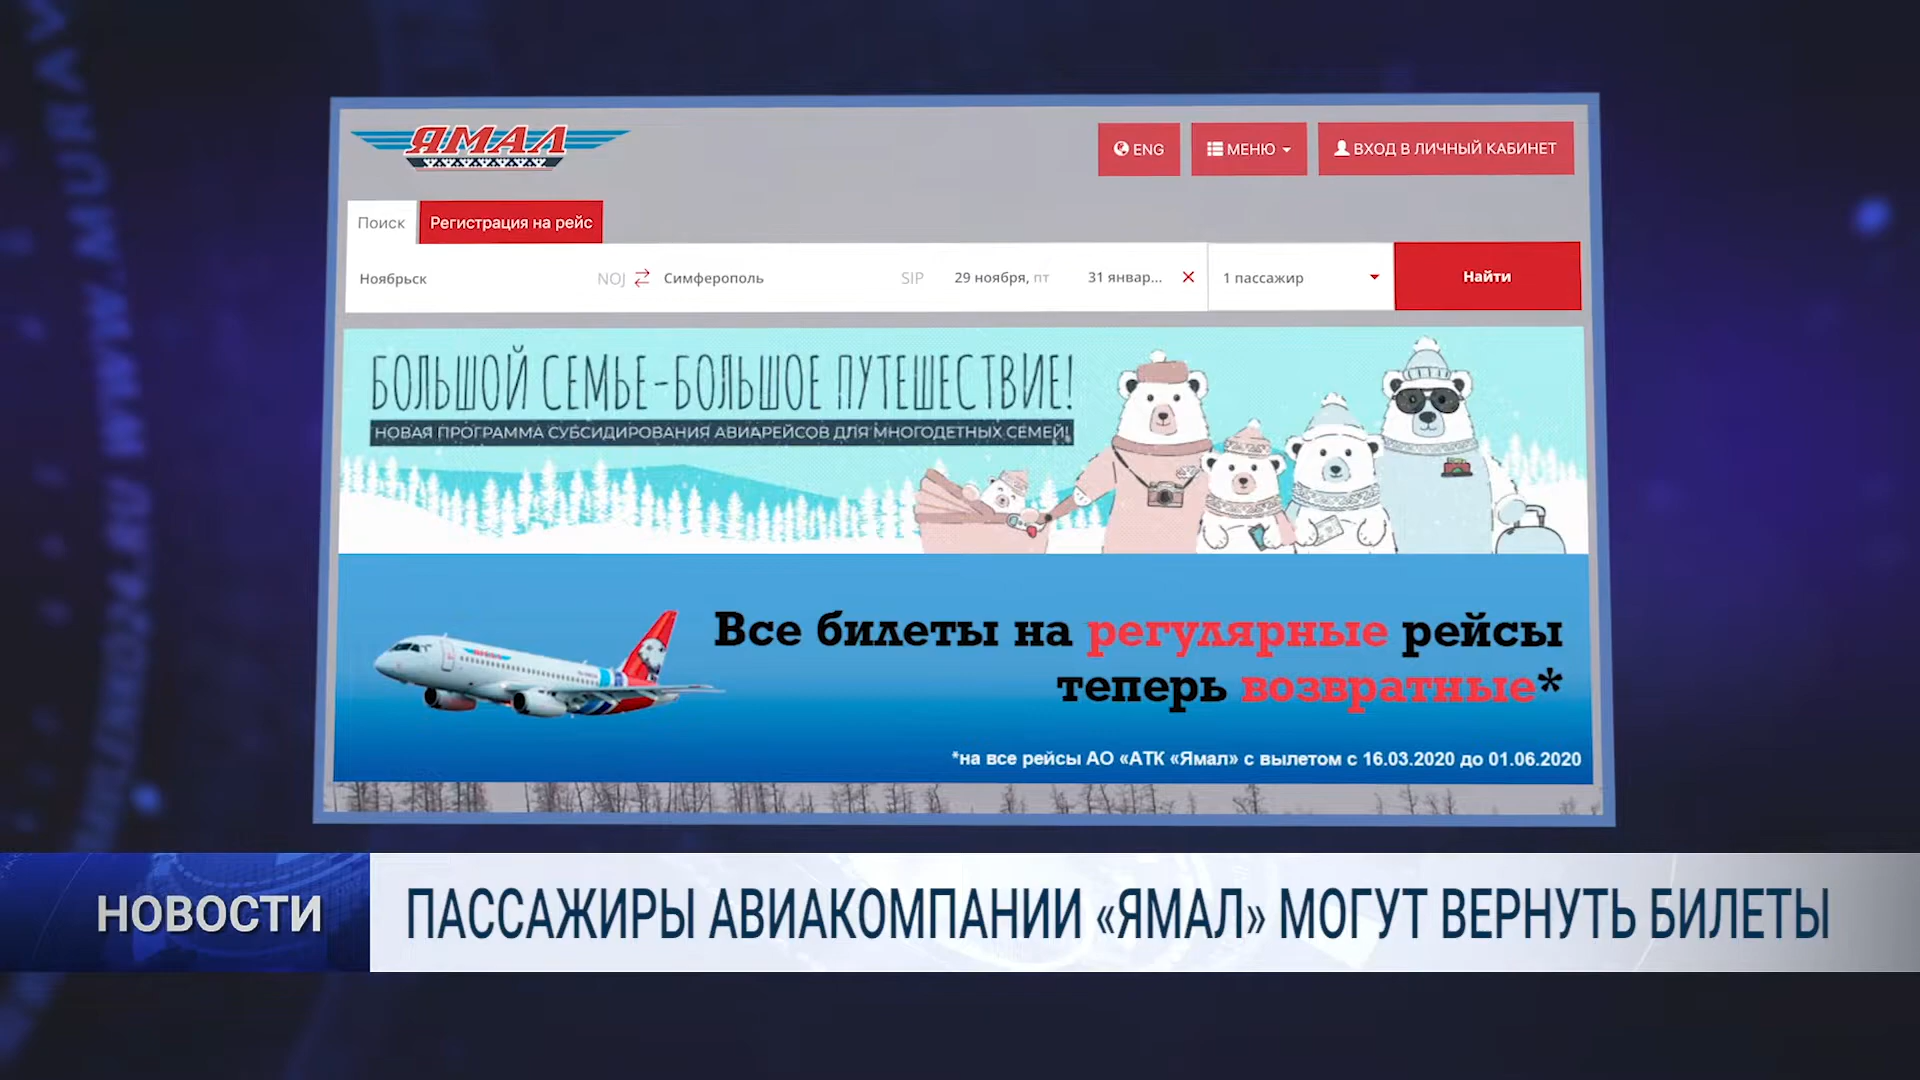 ЯМАЛ
ENG
МЕНЮ
ВХОД В ЛИЧНЫЙ КАБИНЕТ
Поиск
Регистрация на рейс
Ноябрьск NOJ
Симферополь SIP
29 ноября, пт
31 январ...
1 пассажир
Найти
БОЛЬШОЙ СЕМЬЕ-БОЛЬШОЕ ПУТЕШЕСТВИЕ!
НОВАЯ ПРОГРАММА СУБСИДИРОВАНИЯ АВИАРЕЙСОВ ДЛЯ МНОГОДЕТНЫХ СЕМЕЙ!
Все билеты на регулярные рейсы
теперь возвратные*
*на все рейсы АО «АТК «Ямал» с вылетом с 16.03.2020 до 01.06.2020
НОВОСТИ
ПАССАЖИРЫ АВИАКОМПАНИИ «ЯМАЛ» МОГУТ ВЕРНУТЬ БИЛЕТЫ